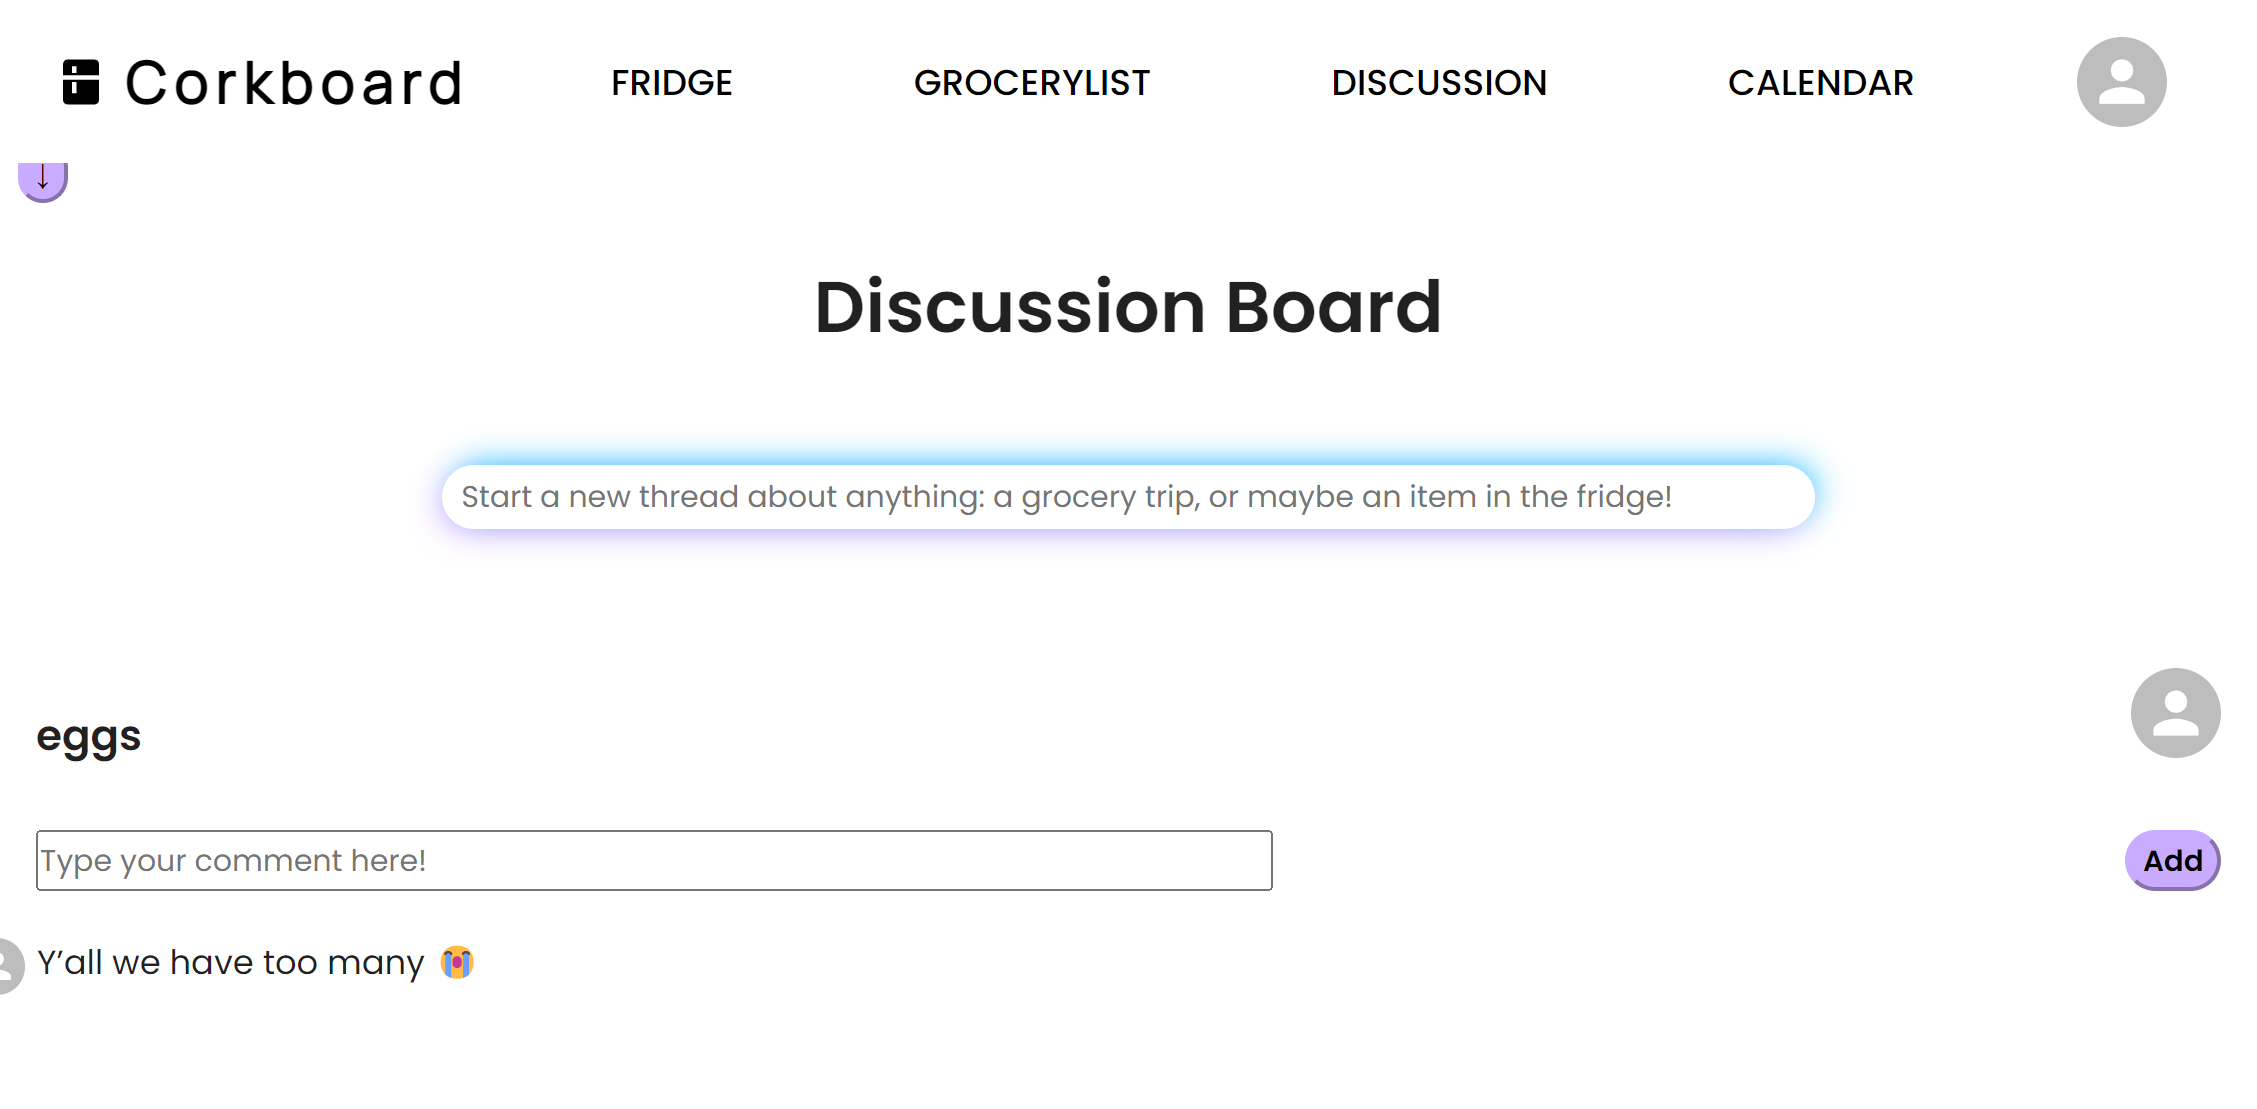 Corkboard
FRIDGE
GROCERYLIST
DISCUSSION
CALENDAR
↓
Discussion Board
Start a new thread about anything: a grocery trip, or maybe an item in the fridge!
eggs
Type your comment here!
Add
Y’all we have too many 😭